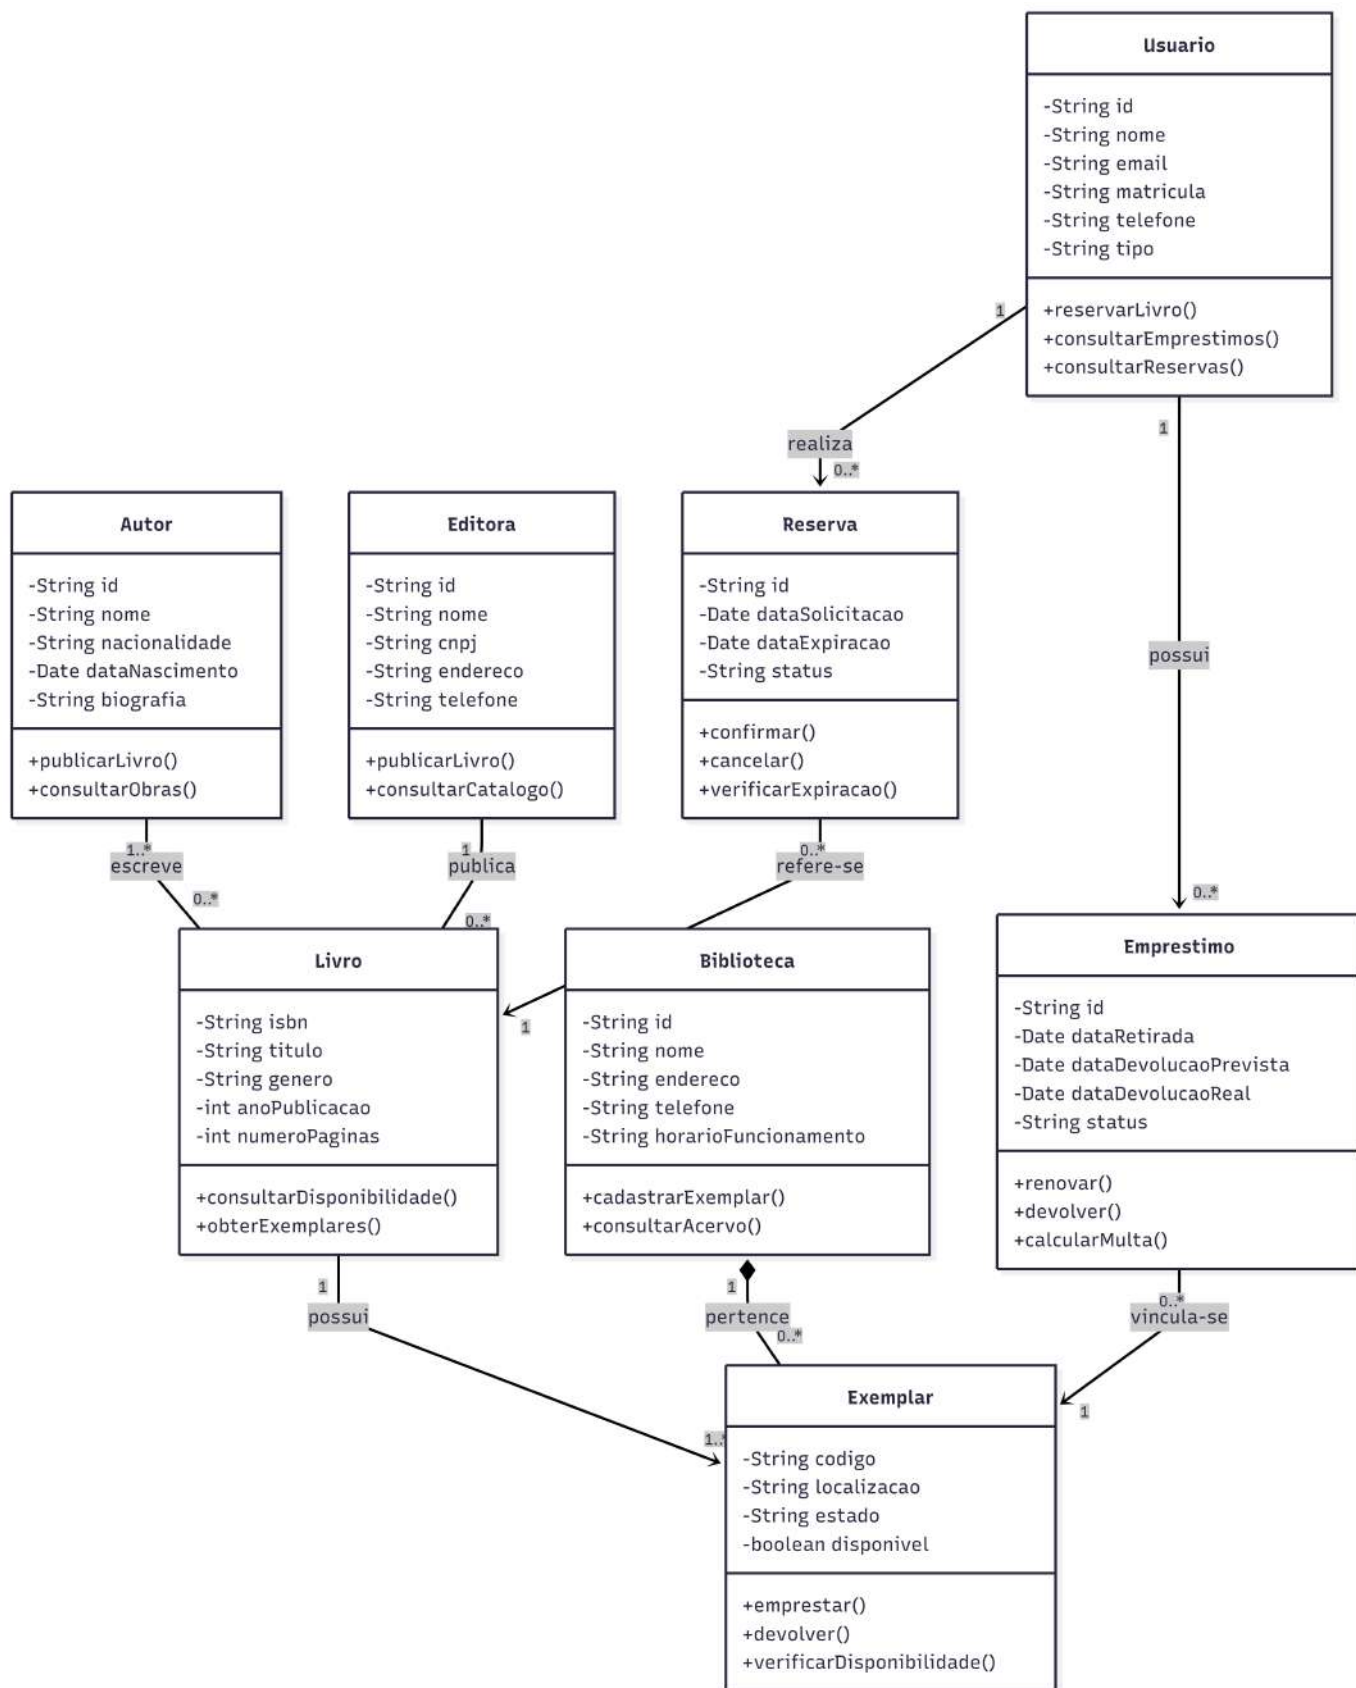 Usuario
-String id
-String nome
-String email
-String matricula
-String telefone
-String tipo
+reservarLivro()
+consultarEmprestimos()
+consultarReservas()
1
1
realiza
0..*
Autor
-String id
-String nome
-String nacionalidade
-Date dataNascimento
-String biografia
+publicarLivro()
+consultarObras()
Editora
-String id
-String nome
-String cnpj
-String endereco
-String telefone
+publicarLivro()
+consultarCatalogo()
Reserva
-String id
-Date dataSolicitacao
-Date dataExpiracao
-String status
+confirmar()
+cancelar()
+verificarExpiracao()
possui
0..*
1..*
escreve
0..*
1
publica
0..*
0..*
refere-se
1
Livro
-String isbn
-String titulo
-String genero
-int anoPublicacao
-int numeroPaginas
+consultarDisponibilidade()
+obterExemplares()
Biblioteca
-String id
-String nome
-String endereco
-String telefone
-String horarioFuncionamento
+cadastrarExemplar()
+consultarAcervo()
Emprestimo
-String id
-Date dataRetirada
-Date dataDevolucaoPrevista
-Date dataDevolucaoReal
-String status
+renovar()
+devolver()
+calcularMulta()
1
possui
1..*
1
pertence
0..*
0..*
vincula-se
1
Exemplar
-String codigo
-String localizacao
-String estado
-boolean disponivel
+emprestar()
+devolver()
+verificarDisponibilidade()